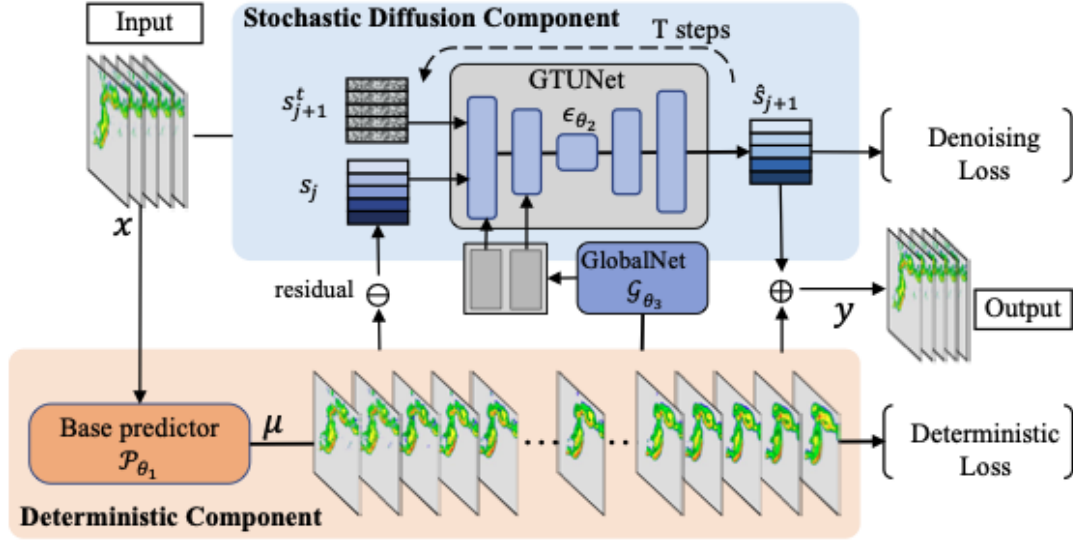 Input
Stochastic Diffusion Component
T steps
GTUNet
s_{j+1}^t
ϵ_{θ_2}
ŝ_{j+1}
Denoising
Loss
s_j
x
residual
⊖
GlobalNet
𝒢_{θ_3}
⊕
y
Output
Base predictor
𝒫_{θ_1}
μ
... ...
Deterministic
Loss
Deterministic Component